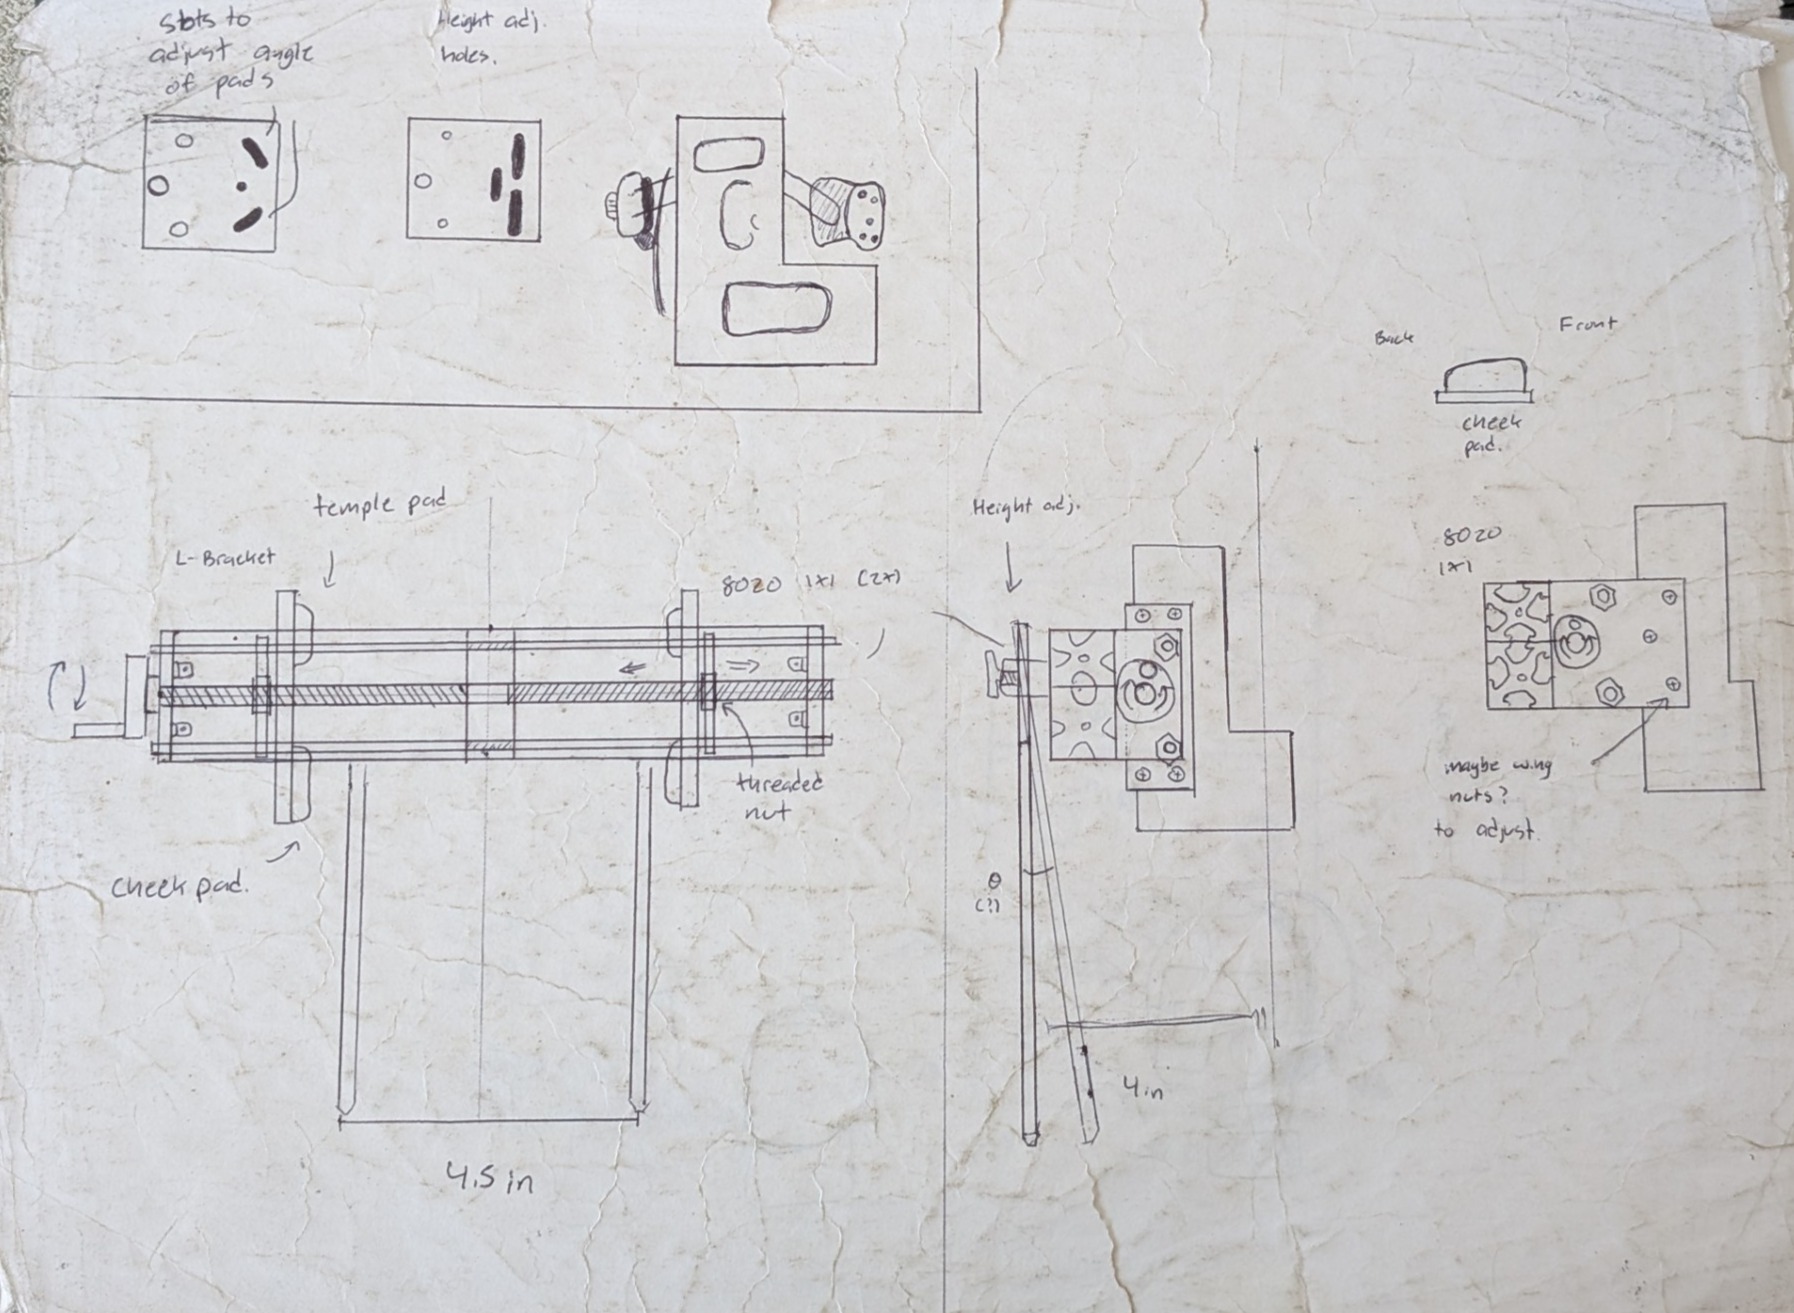 Slots to
adjust angle
of pads
Height adj.
holes.
Back
Front
cheek
pad.
temple pad
L-Bracket
8020 1x1 (2x)
threaded
nut
cheek pad.
4.5 in
Height adj.
θ
(?)
4 in
8020
1x1
maybe wing
nuts?
to adjust.